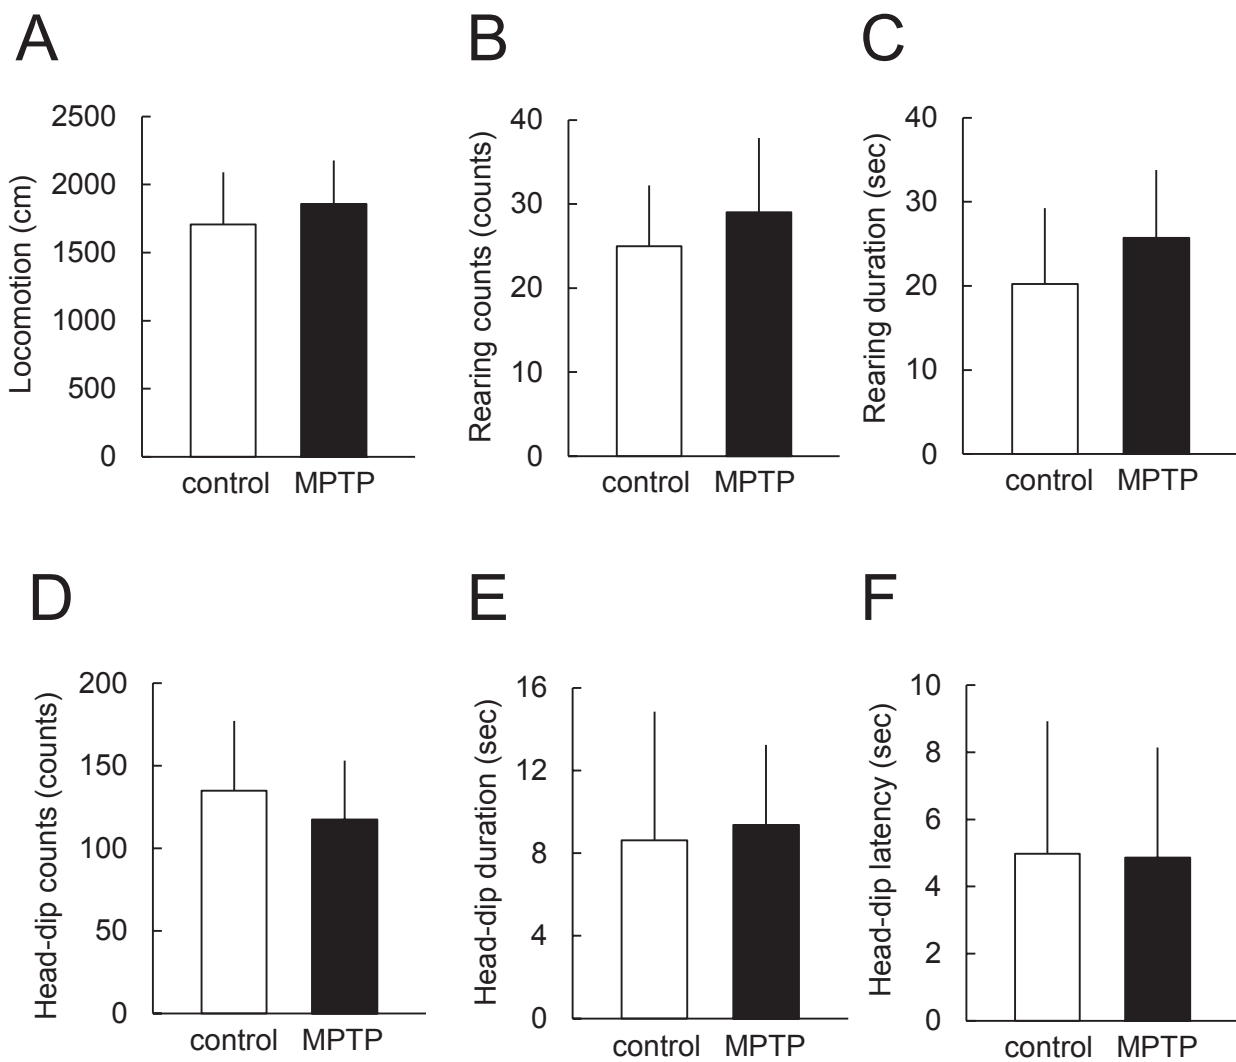 A
Locomotion (cm)
2500
2000
1500
1000
500
0
control MPTP
B
Rearing counts (counts)
40
30
20
10
0
control MPTP
C
Rearing duration (sec)
40
30
20
10
0
control MPTP
D
Head-dip counts (counts)
200
150
100
50
0
control MPTP
E
Head-dip duration (sec)
16
12
8
4
0
control MPTP
F
Head-dip latency (sec)
10
8
6
4
2
0
control MPTP